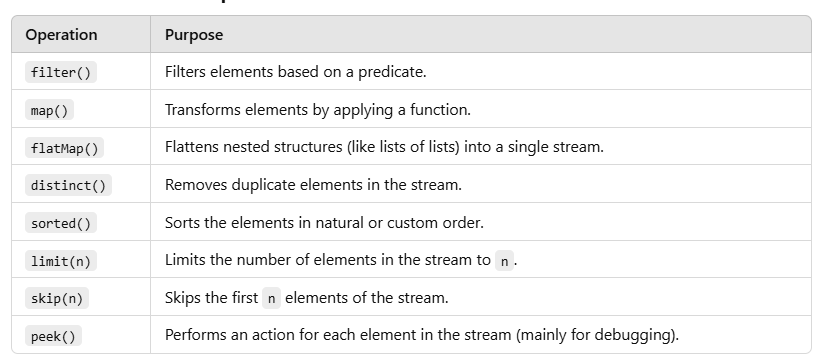 Operation Purpose
filter() Filters elements based on a predicate.
map() Transforms elements by applying a function.
flatMap() Flattens nested structures (like lists of lists) into a single stream.
distinct() Removes duplicate elements in the stream.
sorted() Sorts the elements in natural or custom order.
limit(n) Limits the number of elements in the stream to n.
skip(n) Skips the first n elements of the stream.
peek() Performs an action for each element in the stream (mainly for debugging).